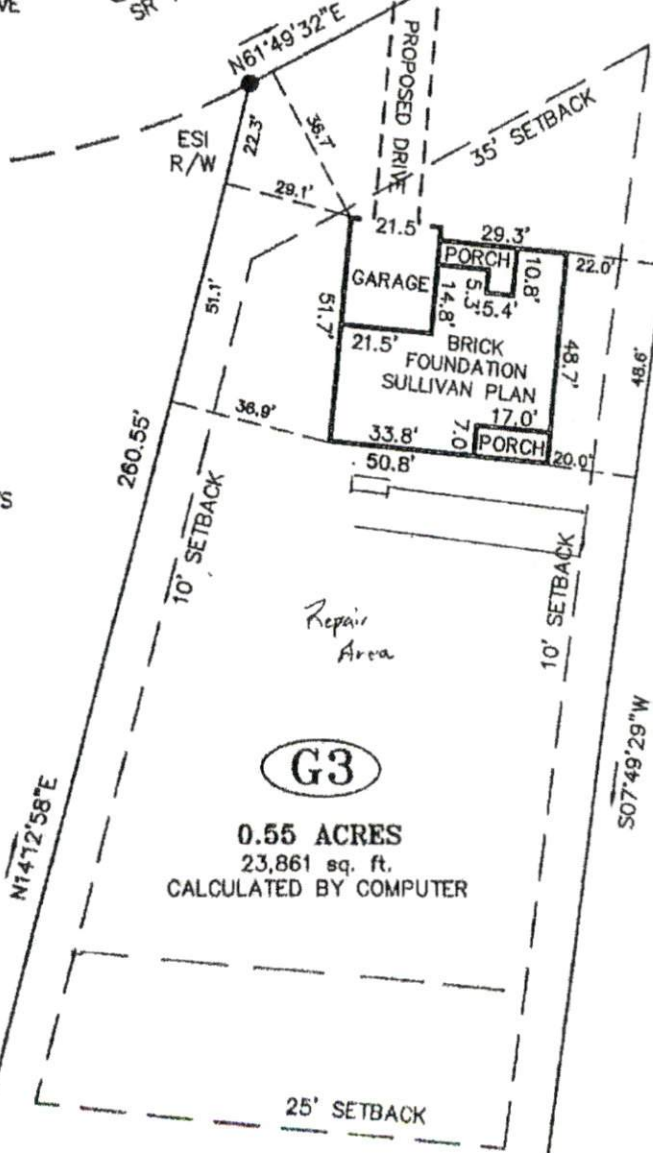 VE
SR
N61°49'32"E
PROPOSED DRIVE
36.7'
22.3'
ESI
R/W
35' SETBACK
29.1'
21.5'
29.3'
PORCH
22.0'
10.8'
GARAGE
5.3'
5.4'
14.8'
51.1'
51.7'
21.5'
BRICK
FOUNDATION
SULLIVAN PLAN
48.7'
48.6'
36.9'
17.0'
7.0
33.8'
PORCH
20.0'
50.8'
260.55'
S
10' SETBACK
10' SETBACK
Repair
Area
G3
S07°49'29"W
0.55 ACRES
23,861 sq. ft.
CALCULATED BY COMPUTER
N14°12'58"E
25' SETBACK